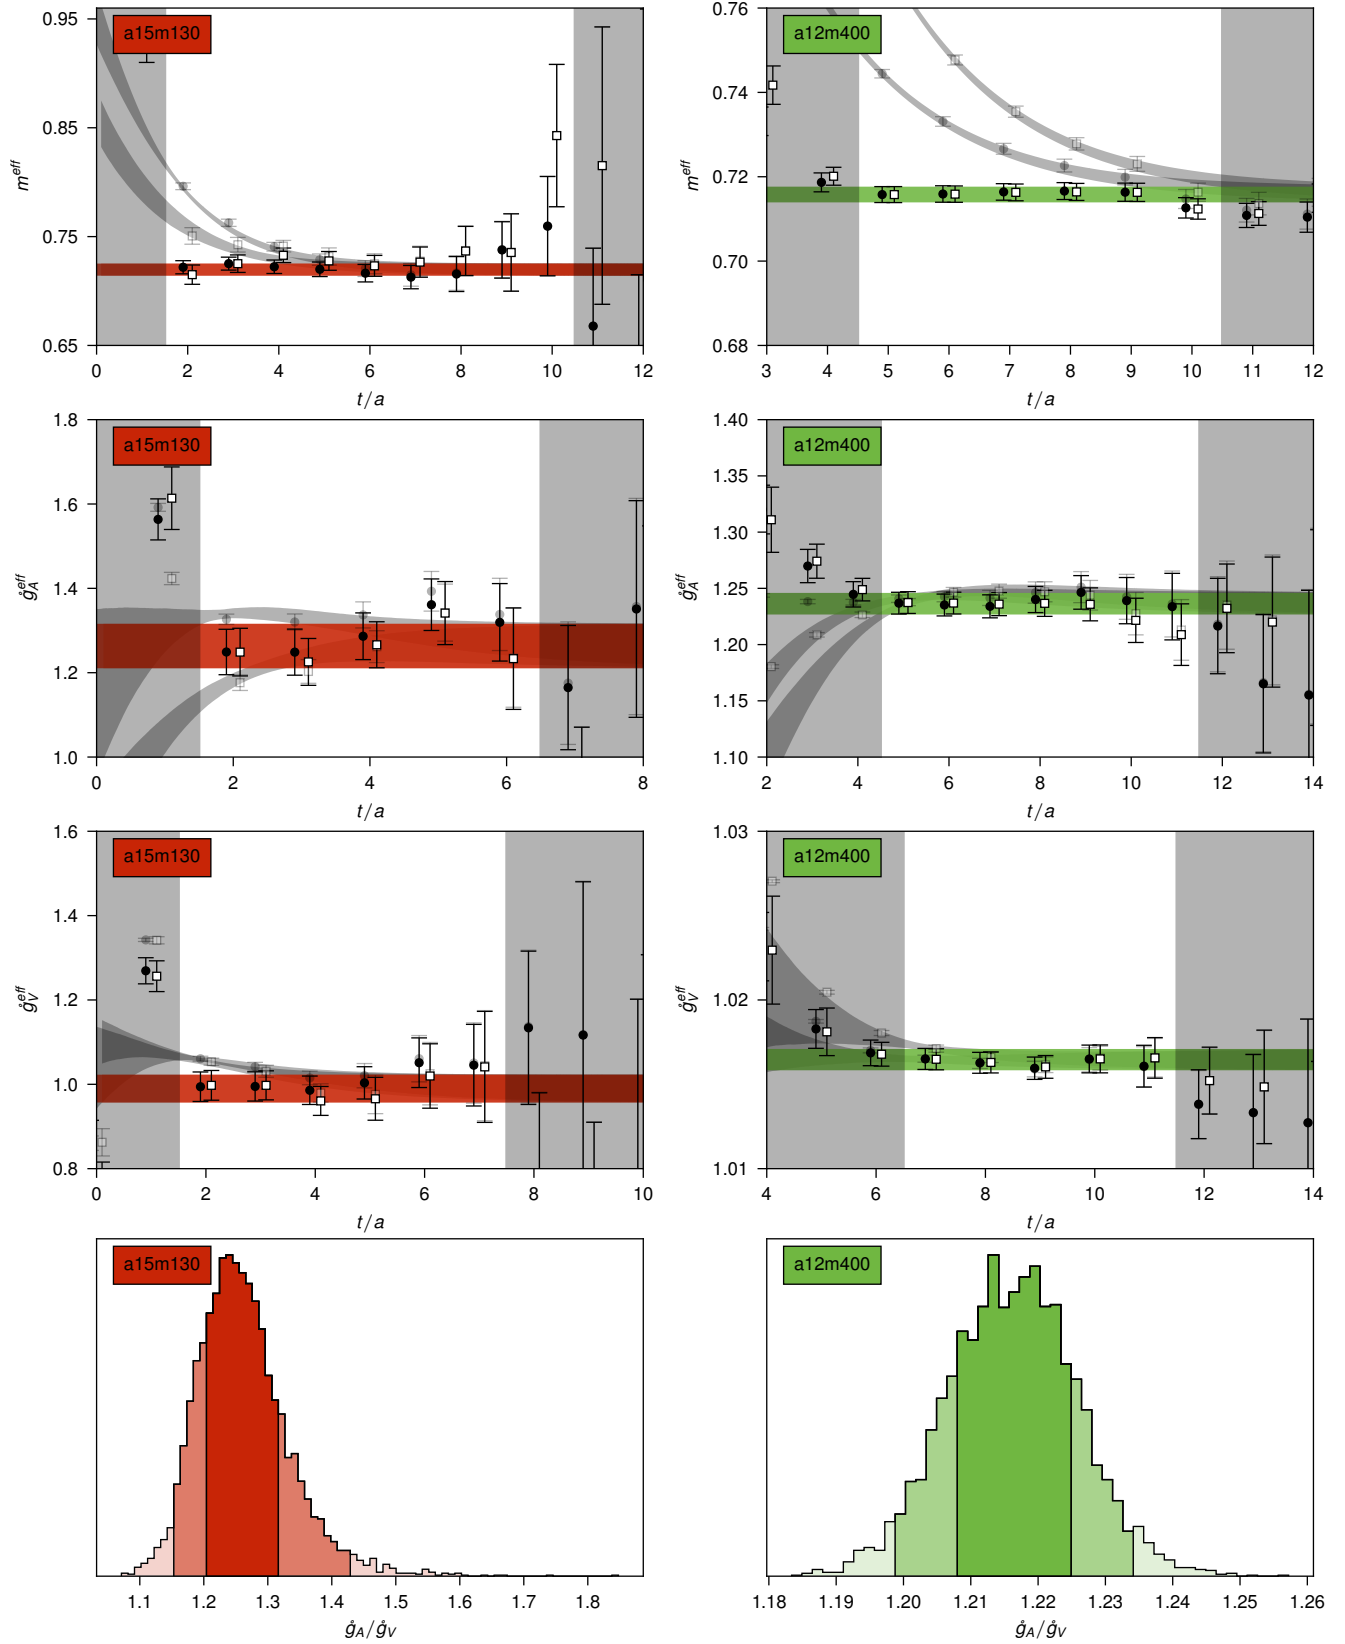 a15m130
0.95
0.85
0.75
0.65
m^eff
0 2 4 6 8 10 12
t/a
a12m400
0.76
0.74
0.72
0.70
0.68
m^eff
3 4 5 6 7 8 9 10 11 12
t/a
a15m130
1.8
1.6
1.4
1.2
1.0
g̊_A^eff
0 2 4 6 8
t/a
a12m400
1.40
1.35
1.30
1.25
1.20
1.15
1.10
g̊_A^eff
2 4 6 8 10 12 14
t/a
a15m130
1.6
1.4
1.2
1.0
0.8
g̊_V^eff
0 2 4 6 8 10
t/a
a12m400
1.03
1.02
1.01
g̊_V^eff
4 6 8 10 12 14
t/a
a15m130
1.1 1.2 1.3 1.4 1.5 1.6 1.7 1.8
g̊_A/g̊_V
a12m400
1.18 1.19 1.20 1.21 1.22 1.23 1.24 1.25 1.26
g̊_A/g̊_V